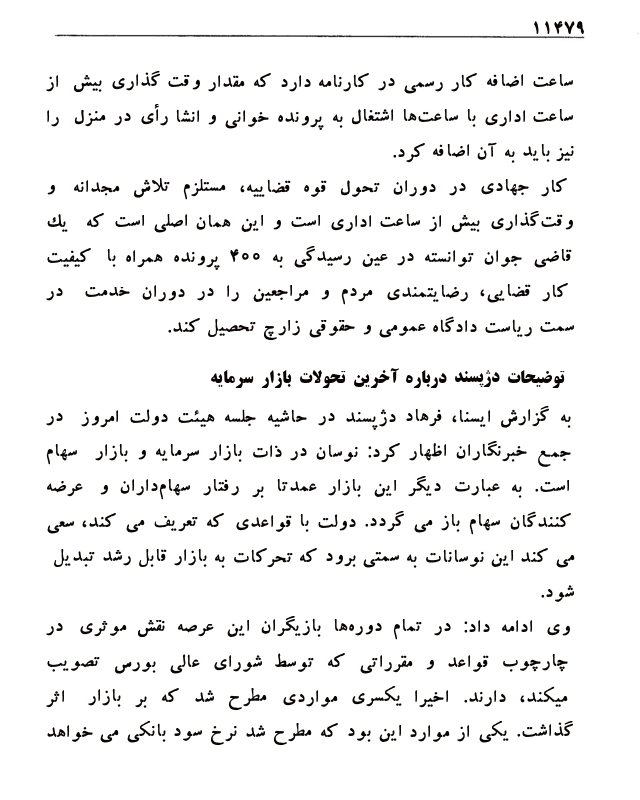 ۱۱۴۷۹
ساعت اضافه کار رسمی در کارنامه دارد که مقدار وقت گذاری بیش از
ساعت اداری با ساعت‌ها اشتغال به پرونده خوانی و انشا رأی در منزل را
نیز باید به آن اضافه کرد.
کار جهادی در دوران تحول قوه قضاییه، مستلزم تلاش مجدانه و
وقت‌گذاری بیش از ساعت اداری است و این همان اصلی است که یك
قاضی جوان توانسته در عین رسیدگی به ۴۰۰ پرونده همراه با کیفیت
کار قضایی، رضایتمندی مردم و مراجعین را در دوران خدمت در
سمت ریاست دادگاه عمومی و حقوقی زارچ تحصیل کند.
توضیحات دژپسند درباره آخرین تحولات بازار سرمایه
به گزارش ایسنا، فرهاد دژپسند در حاشیه جلسه هیئت دولت امروز در
جمع خبرنگاران اظهار کرد: نوسان در ذات بازار سرمایه و بازار سهام
است. به عبارت دیگر این بازار عمدتا بر رفتار سهام‌داران و عرضه
کنندگان سهام باز می گردد. دولت با قواعدی که تعریف می کند، سعی
می کند این نوسانات به سمتی برود که تحرکات به بازار قابل رشد تبدیل
شود.
وی ادامه داد: در تمام دوره‌ها بازیگران این عرصه نقش موثری در
چارچوب قواعد و مقرراتی که توسط شورای عالی بورس تصویب
میکند، دارند. اخیرا یکسری مواردی مطرح شد که بر بازار اثر
گذاشت. یکی از موارد این بود که مطرح شد نرخ سود بانکی می خواهد